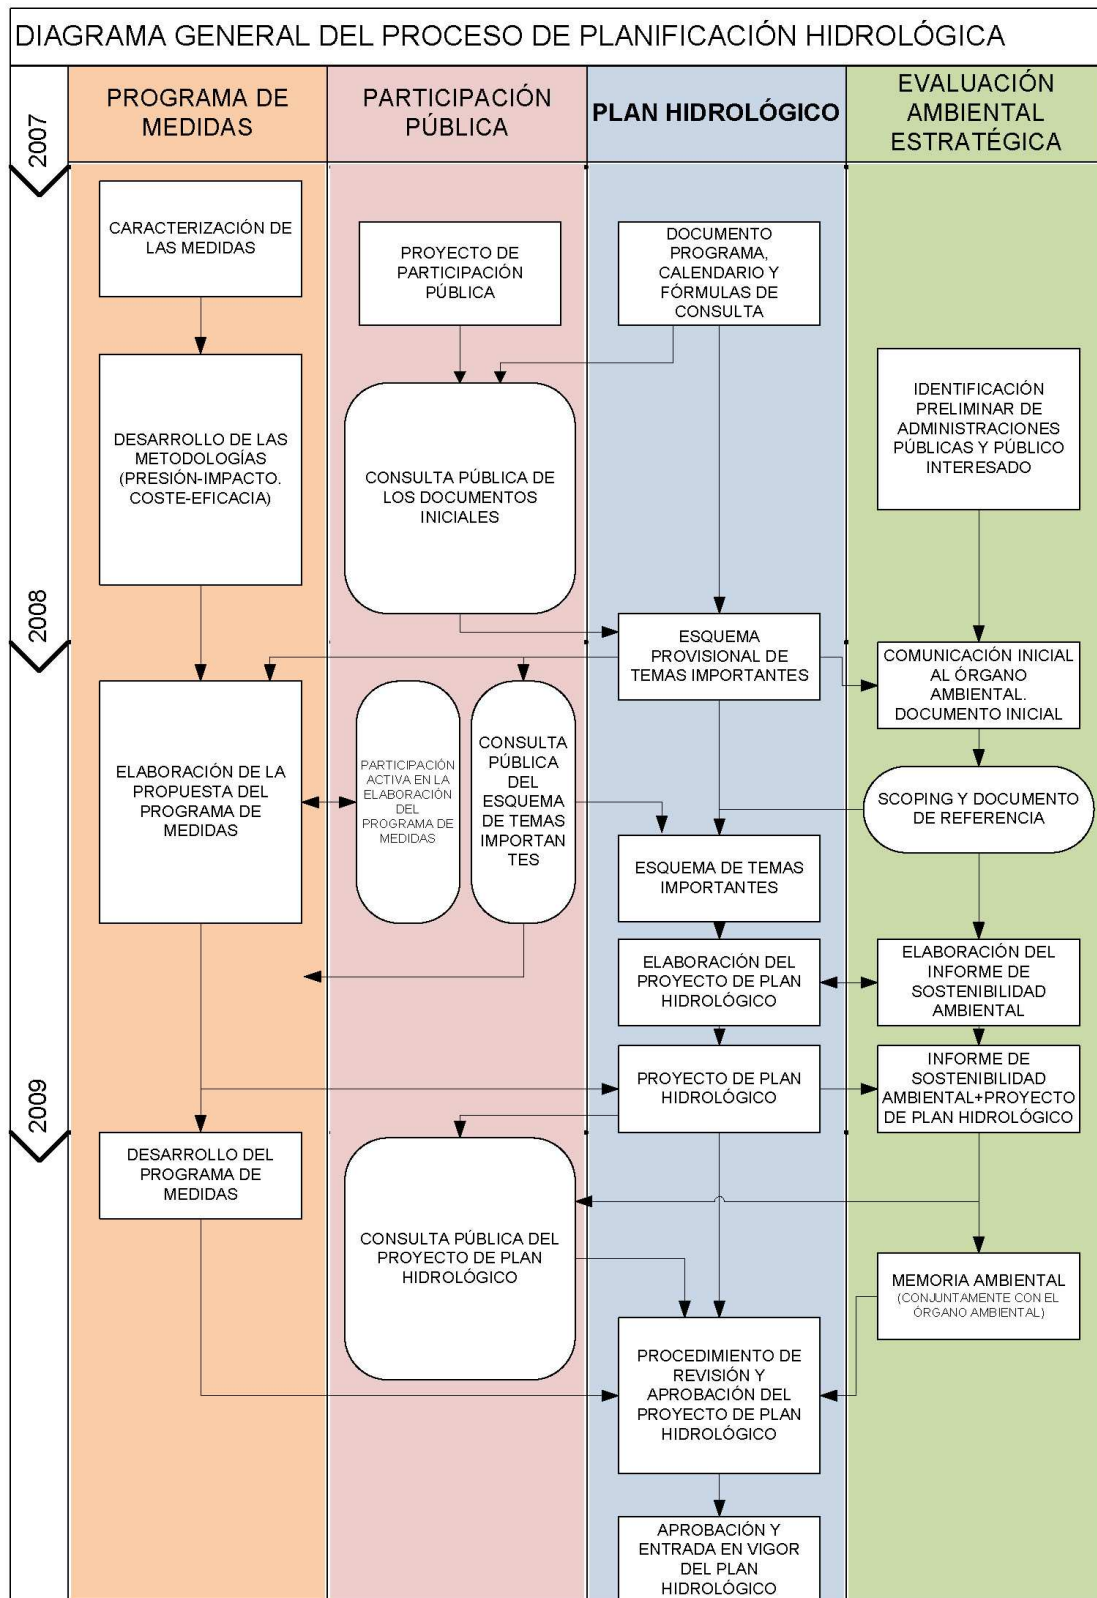 DIAGRAMA GENERAL DEL PROCESO DE PLANIFICACIÓN HIDROLÓGICA
2007
PROGRAMA DE
MEDIDAS
PARTICIPACIÓN
PÚBLICA
PLAN HIDROLÓGICO
EVALUACIÓN
AMBIENTAL
ESTRATÉGICA
CARACTERIZACIÓN DE
LAS MEDIDAS
PROYECTO DE
PARTICIPACIÓN
PÚBLICA
DOCUMENTO
PROGRAMA,
CALENDARIO Y
FÓRMULAS DE
CONSULTA
DESARROLLO DE LAS
METODOLOGÍAS
(PRESIÓN-IMPACTO.
COSTE-EFICACIA)
CONSULTA PÚBLICA DE
LOS DOCUMENTOS
INICIALES
IDENTIFICACIÓN
PRELIMINAR DE
ADMINISTRACIONES
PÚBLICAS Y PÚBLICO
INTERESADO
2008
ESQUEMA
PROVISIONAL DE
TEMAS IMPORTANTES
COMUNICACIÓN INICIAL
AL ÓRGANO
AMBIENTAL.
DOCUMENTO INICIAL
ELABORACIÓN DE LA
PROPUESTA DEL
PROGRAMA DE
MEDIDAS
PARTICIPACIÓN
ACTIVA EN LA
ELABORACIÓN
DEL
PROGRAMA DE
MEDIDAS
CONSULTA
PÚBLICA
DEL
ESQUEMA
DE TEMAS
IMPORTAN
TES
SCOPING Y DOCUMENTO
DE REFERENCIA
ESQUEMA DE TEMAS
IMPORTANTES
ELABORACIÓN DEL
PROYECTO DE PLAN
HIDROLÓGICO
ELABORACIÓN DEL
INFORME DE
SOSTENIBILIDAD
AMBIENTAL
2009
PROYECTO DE PLAN
HIDROLÓGICO
INFORME DE
SOSTENIBILIDAD
AMBIENTAL+PROYECTO
DE PLAN HIDROLÓGICO
DESARROLLO DEL
PROGRAMA DE
MEDIDAS
CONSULTA PÚBLICA DEL
PROYECTO DE PLAN
HIDROLÓGICO
MEMORIA AMBIENTAL
(CONJUNTAMENTE CON EL
ÓRGANO AMBIENTAL)
PROCEDIMIENTO DE
REVISIÓN Y
APROBACIÓN DEL
PROYECTO DE PLAN
HIDROLÓGICO
APROBACIÓN Y
ENTRADA EN VIGOR
DEL PLAN
HIDROLÓGICO